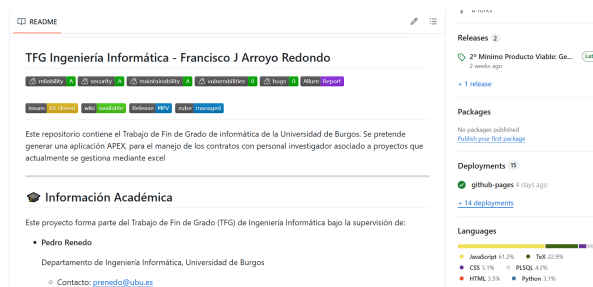 README
TFG Ingeniería Informática - Francisco J Arroyo Redondo
reliability A security A maintainability A vulnerabilities 0 bugs 0 Allure Report
issues closed wiki available Release MPV zube managed
Este repositorio contiene el Trabajo de Fin de Grado de informática de la Universidad de Burgos. Se pretende
generar una aplicación APEX, para el manejo de los contratos con personal investigador asociado a proyectos que
actualmente se gestiona mediante excel
Información Académica
Este proyecto forma parte del Trabajo de Fin de Grado (TFG) de Ingeniería Informática bajo la supervisión de:
Pedro Renedo
Departamento de Ingeniería Informática, Universidad de Burgos
Contacto: prenedo@ubu.es
Releases 2
2º Mínimo Producto Viable: Ge...
2 weeks ago
+ 1 release
Packages
No packages published
Publish your first package
Deployments 15
github-pages 4 days ago
+ 14 deployments
Languages
JavaScript 61.2% TeX 22.9%
CSS 5.1% PLSQL 4.2%
HTML 3.5% Python 3.1%